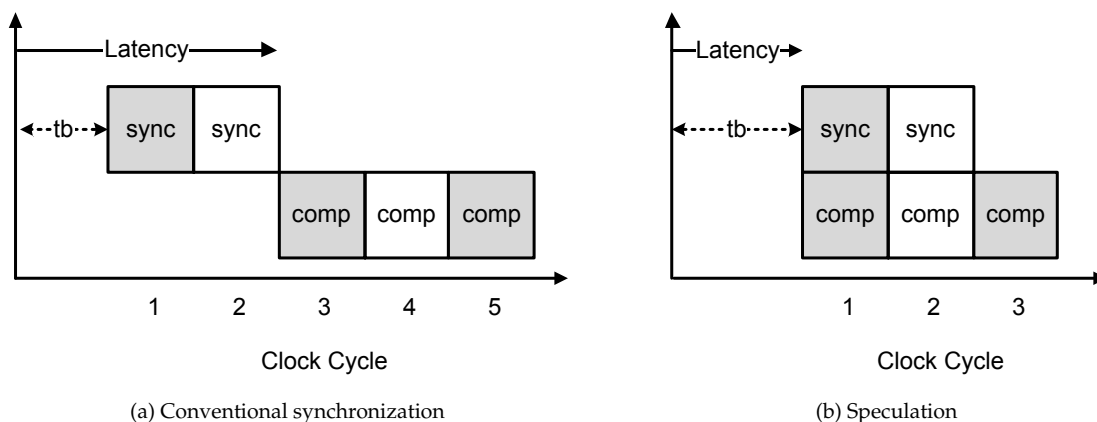 Latency
tb
sync sync
comp comp comp
1 2 3 4 5
Clock Cycle
(a) Conventional synchronization
Latency
tb
sync sync
comp comp comp
1 2 3
Clock Cycle
(b) Speculation